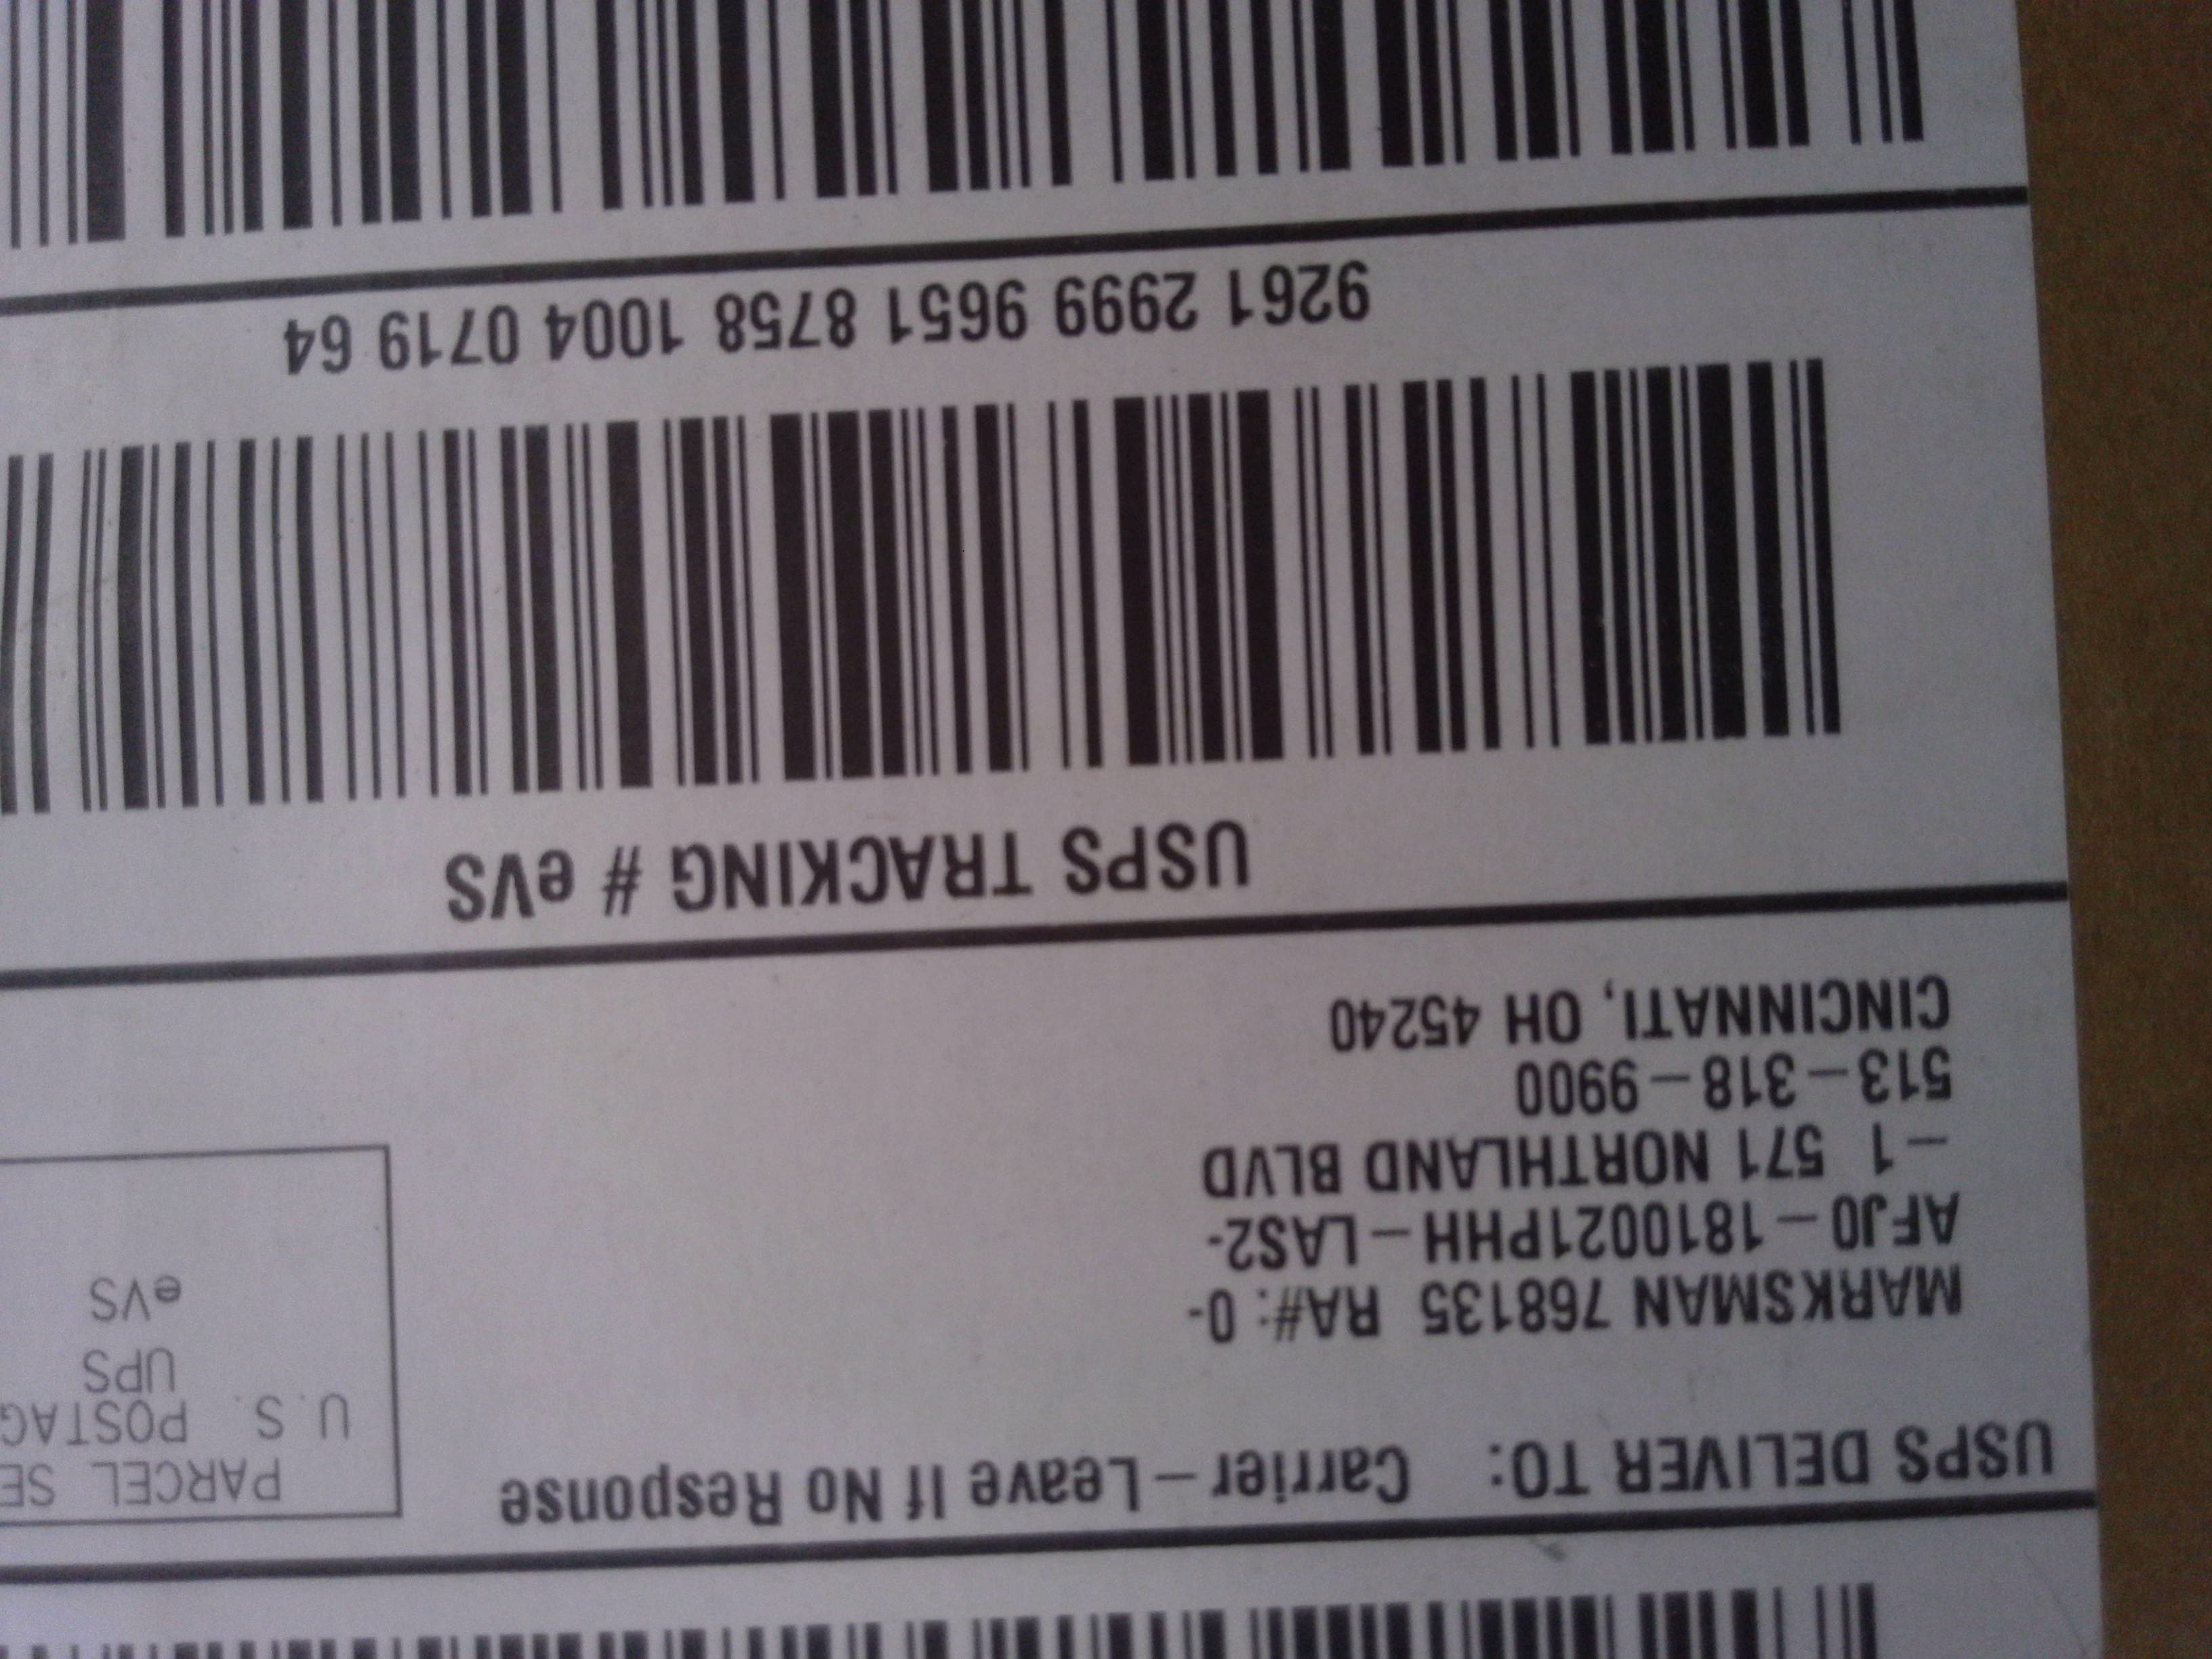 USPS DELIVER TO: Carrier – Leave If No Response
PARCEL SE
U.S. POSTAG
UPS
eVS
MARKSMAN 768135 RA#: 0-
AFJ0 – 1810021PHH – LAS2-
– 1 571 NORTHLAND BLVD
513 – 318 – 9900
CINCINNATI, OH 45240
USPS TRACKING # eVS
9261 2999 9651 8758 1004 0719 64